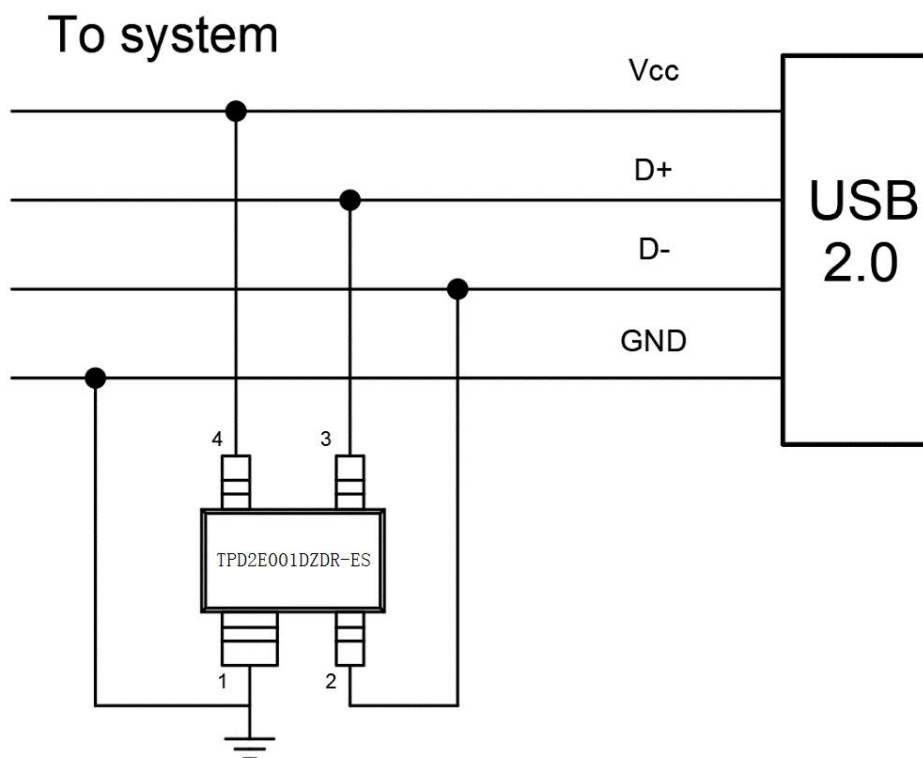 To system
Vcc
D+
D-
GND
USB
2.0
4
3
TPD2E001DZDR-ES
1
2